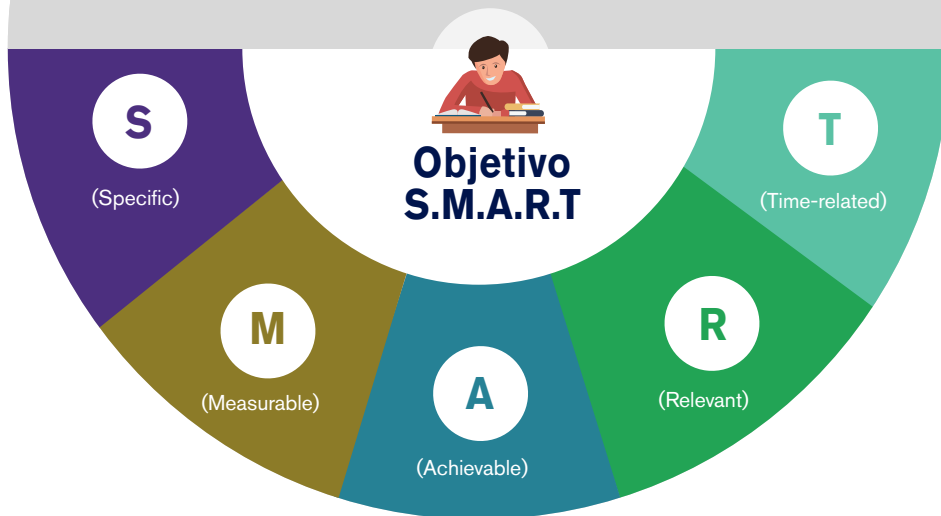 Objetivo
S.M.A.R.T
S
(Specific)
M
(Measurable)
A
(Achievable)
R
(Relevant)
T
(Time-related)